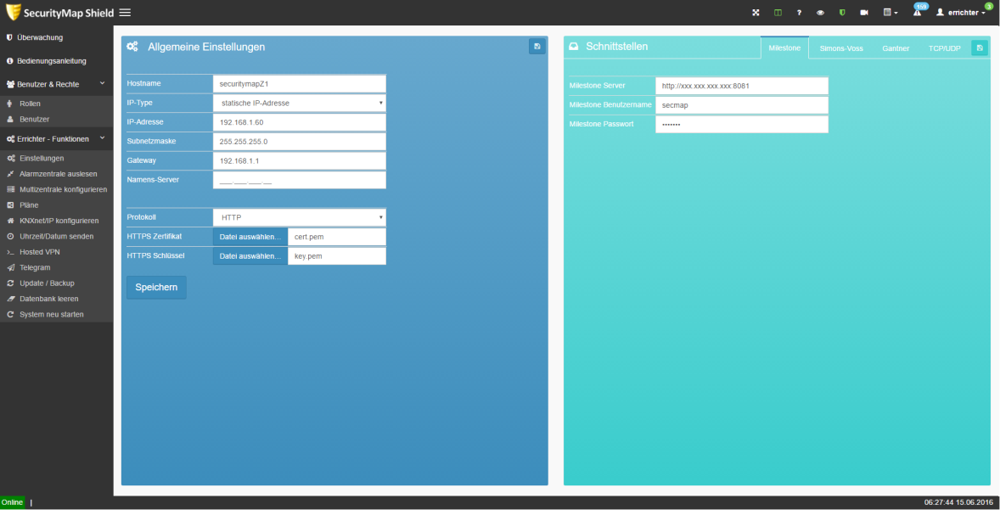 SecurityMap Shield
159
errichter
3
Überwachung
Bedienungsanleitung
Benutzer & Rechte
Rollen
Benutzer
Errichter - Funktionen
Einstellungen
Alarmzentrale auslesen
Multizentrale konfigurieren
Pläne
KNXnet/IP konfigurieren
Uhrzeit/Datum senden
Hosted VPN
Telegram
Update / Backup
Datenbank leeren
System neu starten
Allgemeine Einstellungen
Hostname securitymapZ1
IP-Type statische IP-Adresse
IP-Adresse 192.168.1.60
Subnetzmaske 255.255.255.0
Gateway 192.168.1.1
Namens-Server ___.___.___.__
Protokoll HTTP
HTTPS Zertifikat Datei auswählen... cert.pem
HTTPS Schlüssel Datei auswählen... key.pem
Speichern
Schnittstellen Milestone Simons-Voss Gantner TCP/UDP
Milestone Server http://xxx.xxx.xxx.xxx:8081
Milestone Benutzername secmap
Milestone Passwort •••••••
Online |
06:27:44 15.06.2016